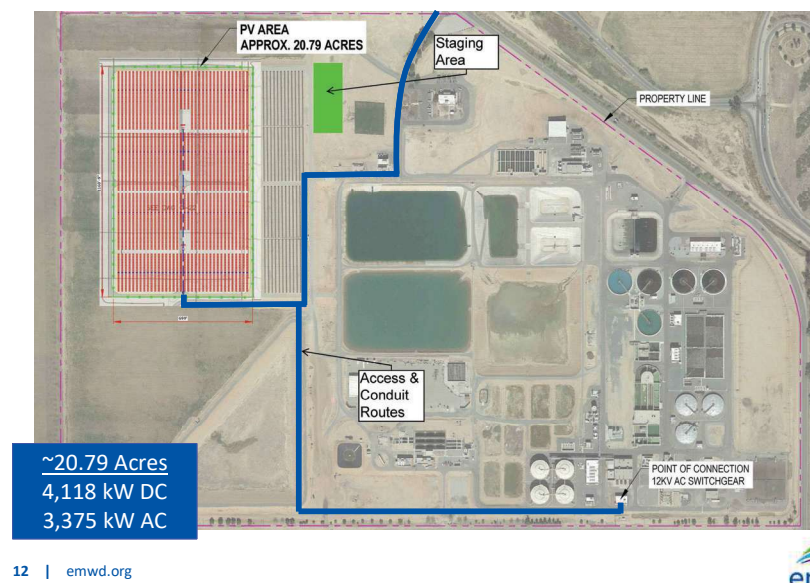 PV AREA
APPROX. 20.79 ACRES
Staging
Area
PROPERTY LINE
Access &
Conduit
Routes
POINT OF CONNECTION
12KV AC SWITCHGEAR
~20.79 Acres
4,118 kW DC
3,375 kW AC
12 | emwd.org